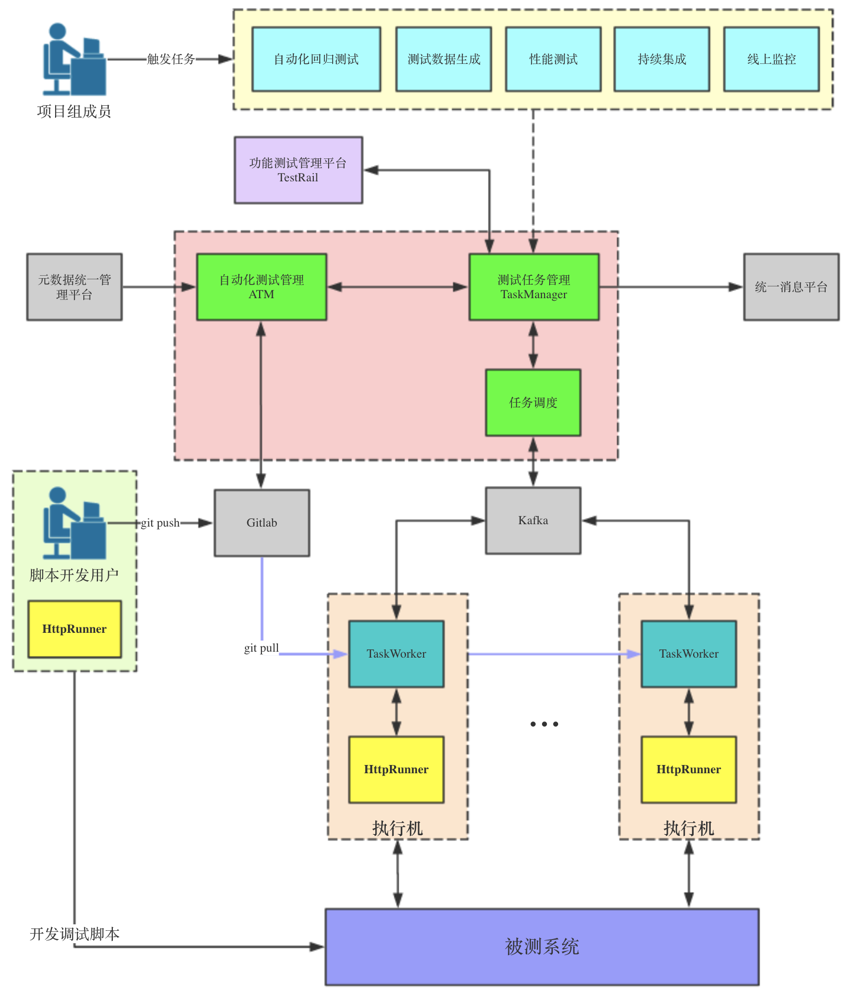 触发任务
自动化回归测试
测试数据生成
性能测试
持续集成
线上监控
项目组成员
功能测试管理平台
TestRail
元数据统一管
理平台
自动化测试管理
ATM
测试任务管理
TaskManager
统一消息平台
任务调度
git push
Gitlab
Kafka
脚本开发用户
HttpRunner
git pull
TaskWorker
TaskWorker
...
HttpRunner
HttpRunner
执行机
执行机
开发调试脚本
被测系统